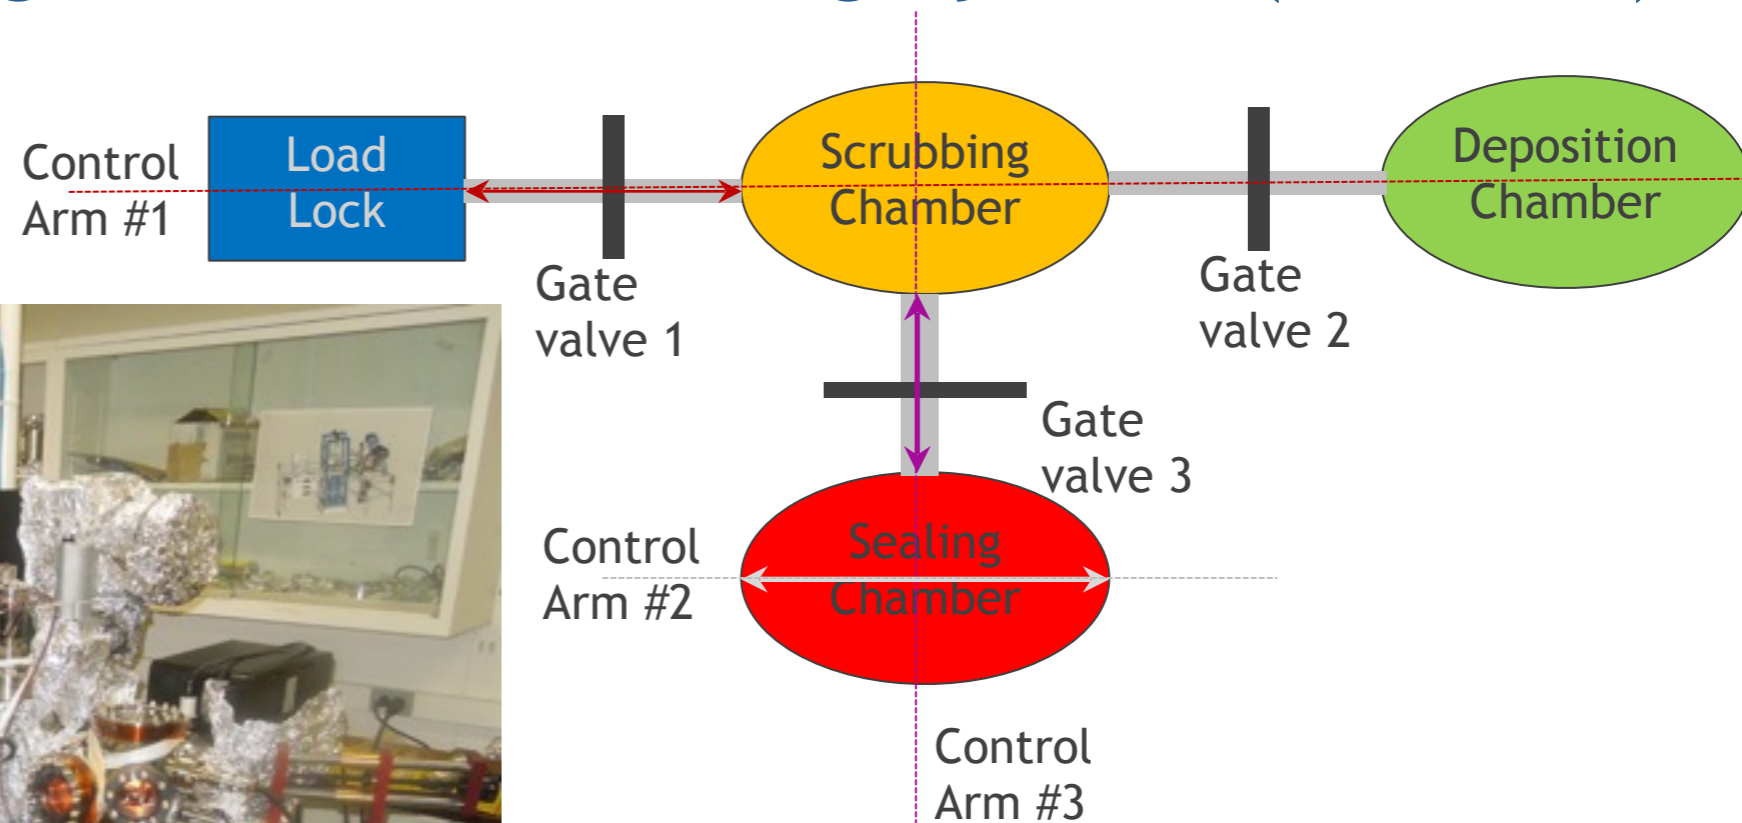 Control
Arm #1
Load
Lock
Gate
valve 1
Scrubbing
Chamber
Gate
valve 2
Deposition
Chamber
Gate
valve 3
Control
Arm #2
Sealing
Chamber
Control
Arm #3